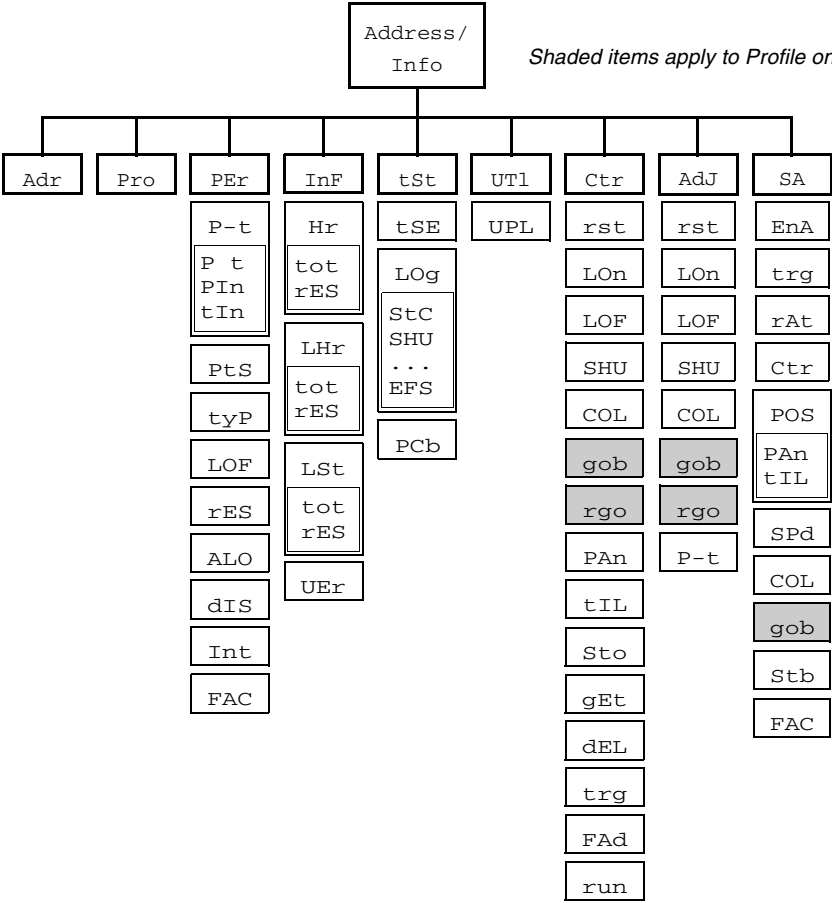 Address/
Info
Shaded items apply to Profile on
Adr
Pro
PEr
InF
tSt
UTl
Ctr
AdJ
SA
P-t
P t
PIn
tIn
PtS
tyP
LOF
rES
ALO
dIS
Int
FAC
Hr
tot
rES
LHr
tot
rES
LSt
tot
rES
UEr
tSE
LOg
StC
SHU
...
EFS
PCb
UPL
rst
LOn
LOF
SHU
COL
gob
rgo
PAn
tIL
Sto
gEt
dEL
trg
FAd
run
rst
LOn
LOF
SHU
COL
gob
rgo
P-t
EnA
trg
rAt
Ctr
POS
PAn
tIL
SPd
COL
gob
Stb
FAC